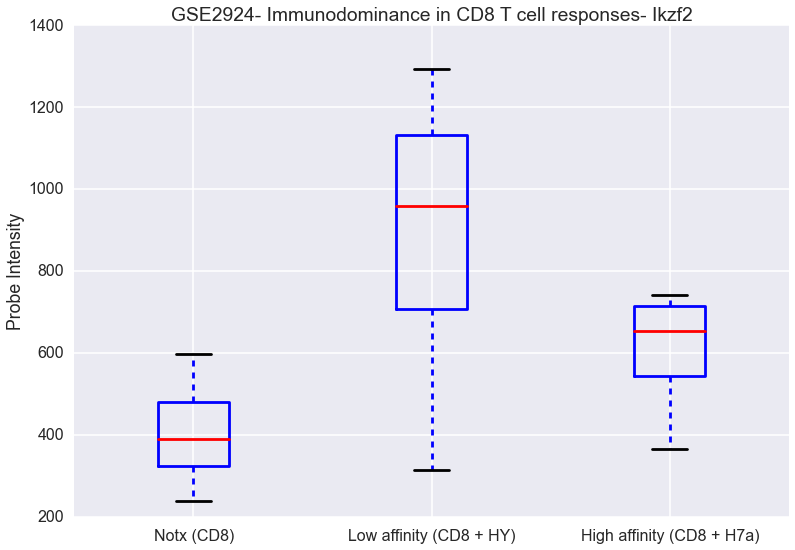 GSE2924- Immunodominance in CD8 T cell responses- Ikzf2
1400
1200
1000
800
600
400
200
Probe Intensity
Notx (CD8)
Low affinity (CD8 + HY)
High affinity (CD8 + H7a)